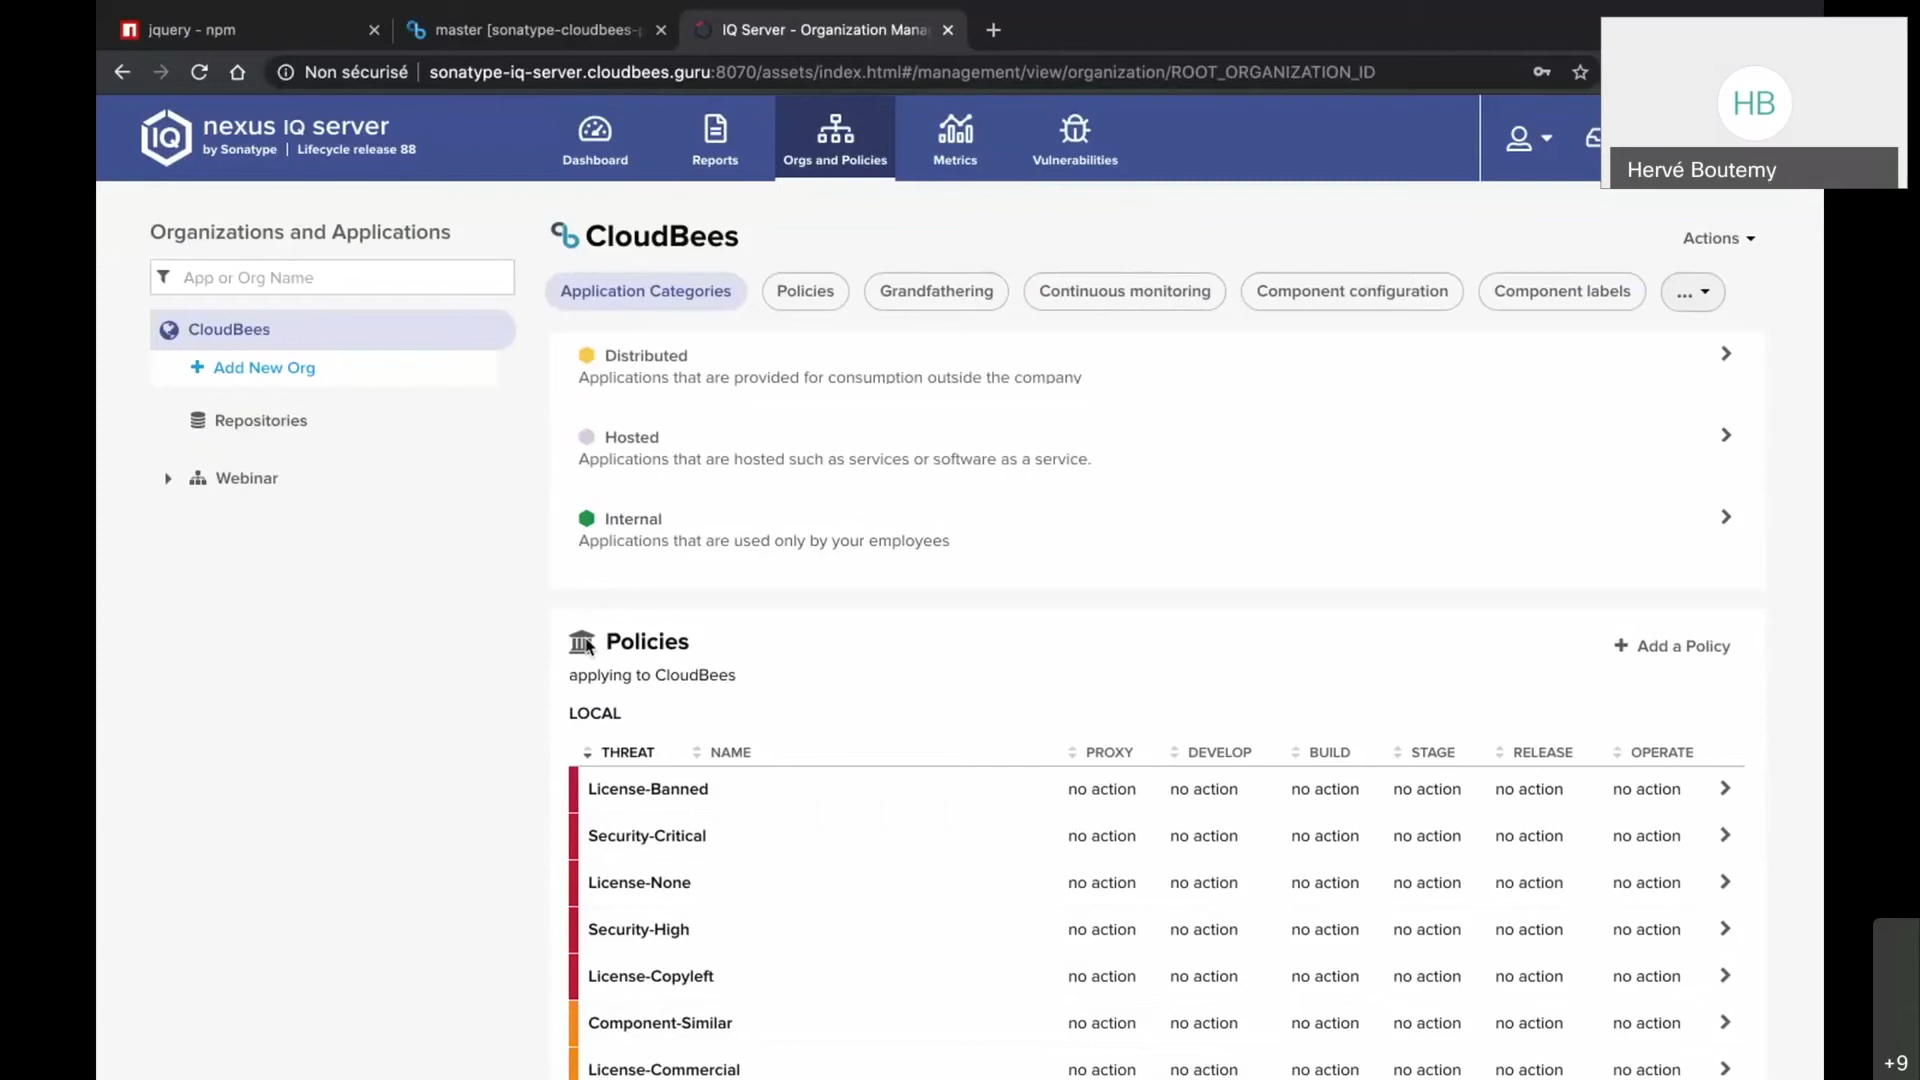 jquery - npm
master [sonatype-cloudbees-
IQ Server - Organization Mana
Non sécurisé
sonatype-iq-server.cloudbees.guru:8070/assets/index.html#/management/view/organization/ROOT_ORGANIZATION_ID
HB
Hervé Boutemy
IQ
nexus IQ server
by Sonatype | Lifecycle release 88
Dashboard
Reports
Orgs and Policies
Metrics
Vulnerabilities
Organizations and Applications
App or Org Name
CloudBees
Add New Org
Repositories
Webinar
CloudBees
Actions
Application Categories
Policies
Grandfathering
Continuous monitoring
Component configuration
Component labels
...
Distributed
Applications that are provided for consumption outside the company
Hosted
Applications that are hosted such as services or software as a service.
Internal
Applications that are used only by your employees
Policies
+ Add a Policy
applying to CloudBees
LOCAL
THREAT NAME PROXY DEVELOP BUILD STAGE RELEASE OPERATE
License-Banned no action no action no action no action no action no action
Security-Critical no action no action no action no action no action no action
License-None no action no action no action no action no action no action
Security-High no action no action no action no action no action no action
License-Copyleft no action no action no action no action no action no action
Component-Similar no action no action no action no action no action no action
License-Commercial no action no action no action no action no action no action
+9